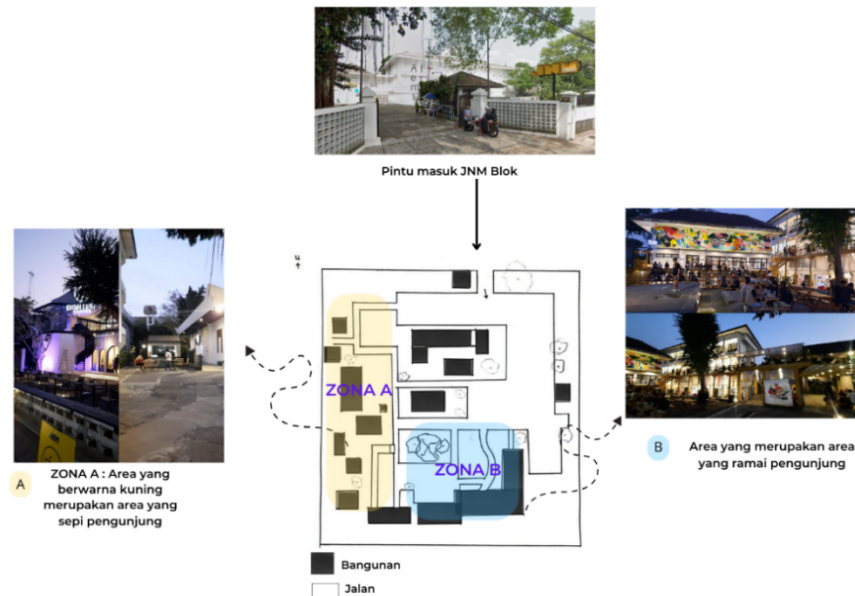 Pintu masuk JNM Blok
u
ZONA A
ZONA B
A
ZONA A : Area yang
berwarna kuning
merupakan area yang
sepi pengunjung
B
Area yang merupakan area
yang ramai pengunjung
Bangunan
Jalan